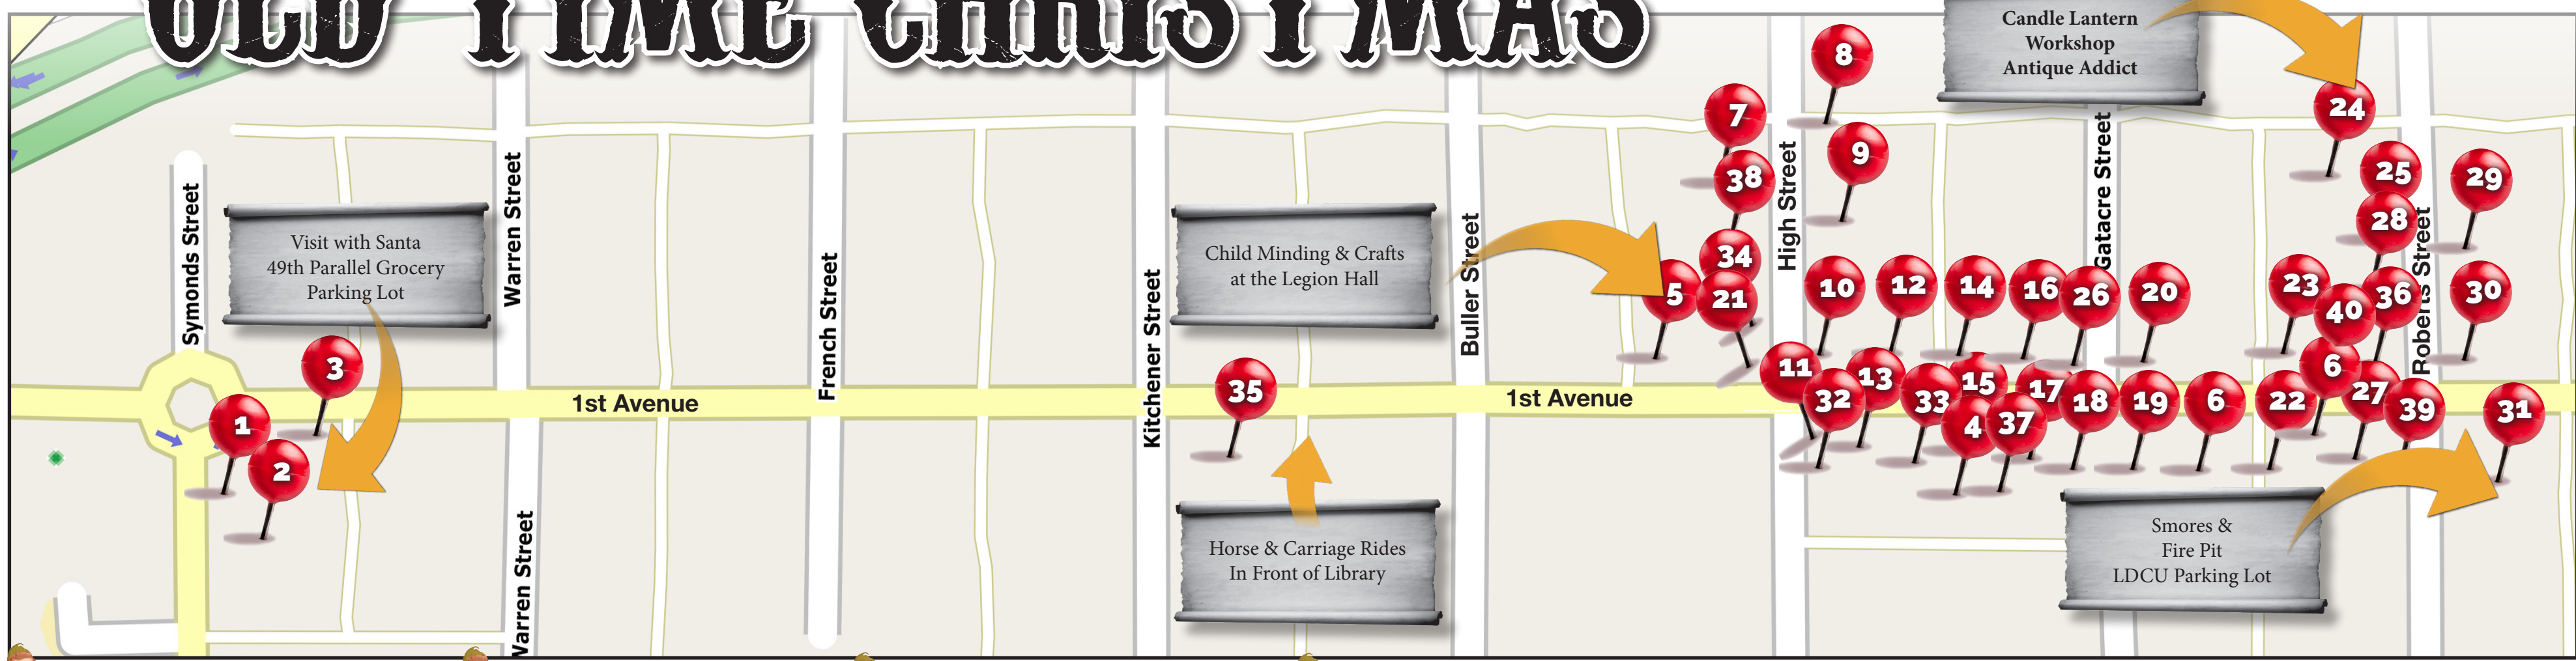 OLD TIME CHRISTMAS
Candle Lantern
Workshop
Antique Addict
Visit with Santa
49th Parallel Grocery
Parking Lot
Child Minding & Crafts
at the Legion Hall
Horse & Carriage Rides
In Front of Library
Smores &
Fire Pit
LDCU Parking Lot
Symonds Street
Warren Street
Warren Street
French Street
Kitchener Street
Buller Street
High Street
Gatacre Street
Roberts Street
1st Avenue
1st Avenue
8
7
9
38
24
25
29
28
34
5
21
10
12
14
16
26
20
23
40
36
30
3
1
2
35
11
32
13
33
15
4
37
17
18
19
6
22
6
27
39
31